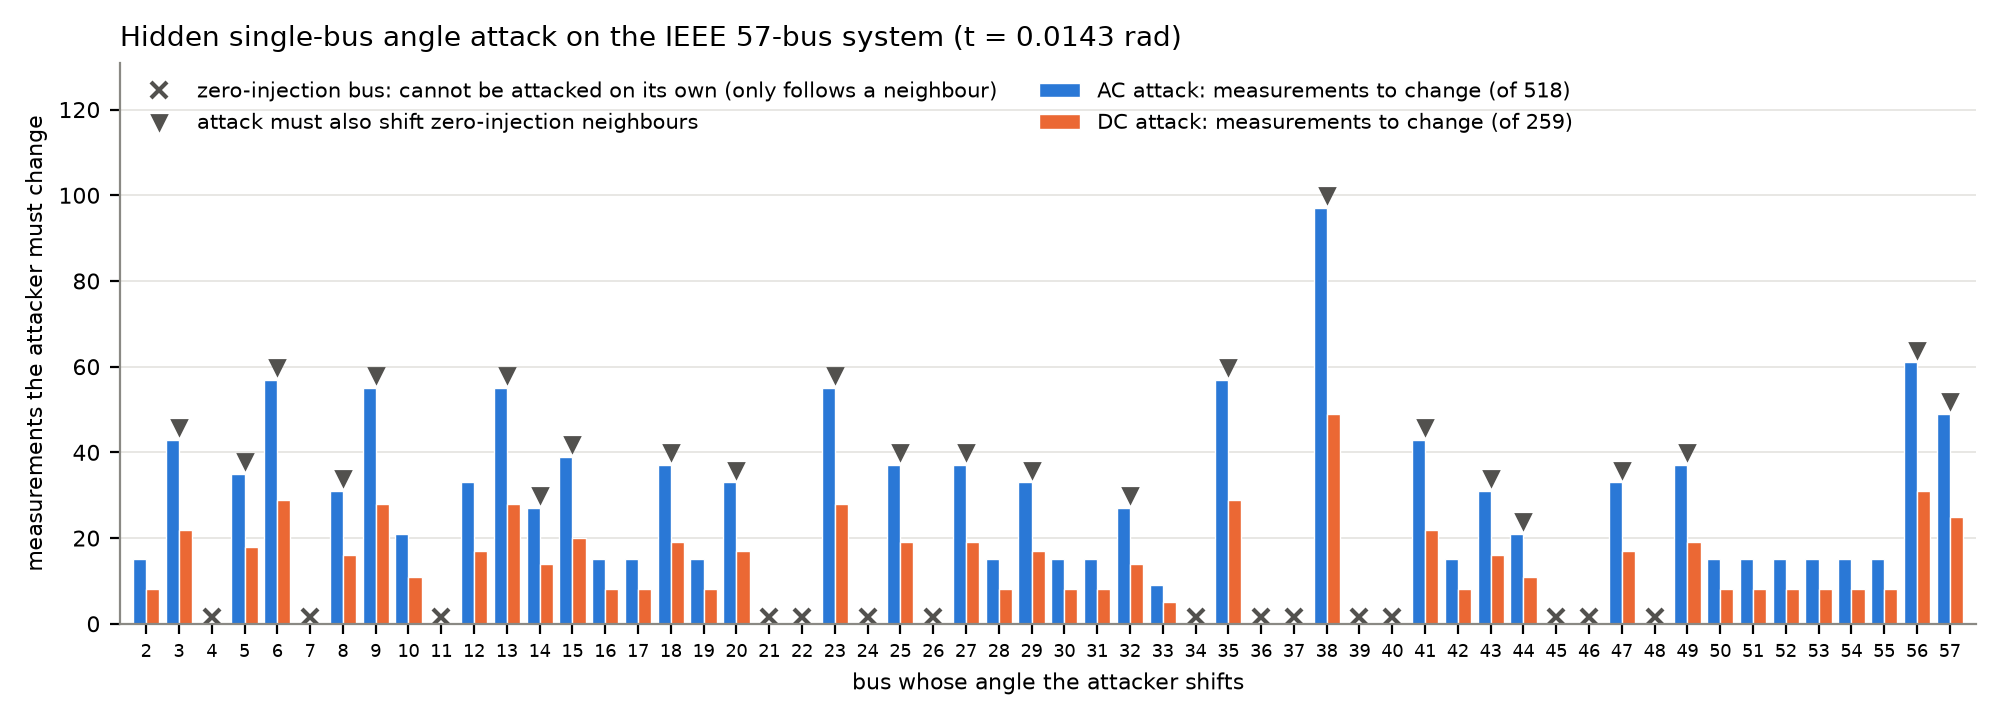 Hidden single-bus angle attack on the IEEE 57-bus system (t = 0.0143 rad)
zero-injection bus: cannot be attacked on its own (only follows a neighbour)
attack must also shift zero-injection neighbours
AC attack: measurements to change (of 518)
DC attack: measurements to change (of 259)
measurements the attacker must change
120
100
80
60
40
20
0
2 3 4 5 6 7 8 9 10 11 12 13 14 15 16 17 18 19 20 21 22 23 24 25 26 27 28 29 30 31 32 33 34 35 36 37 38 39 40 41 42 43 44 45 46 47 48 49 50 51 52 53 54 55 56 57
bus whose angle the attacker shifts